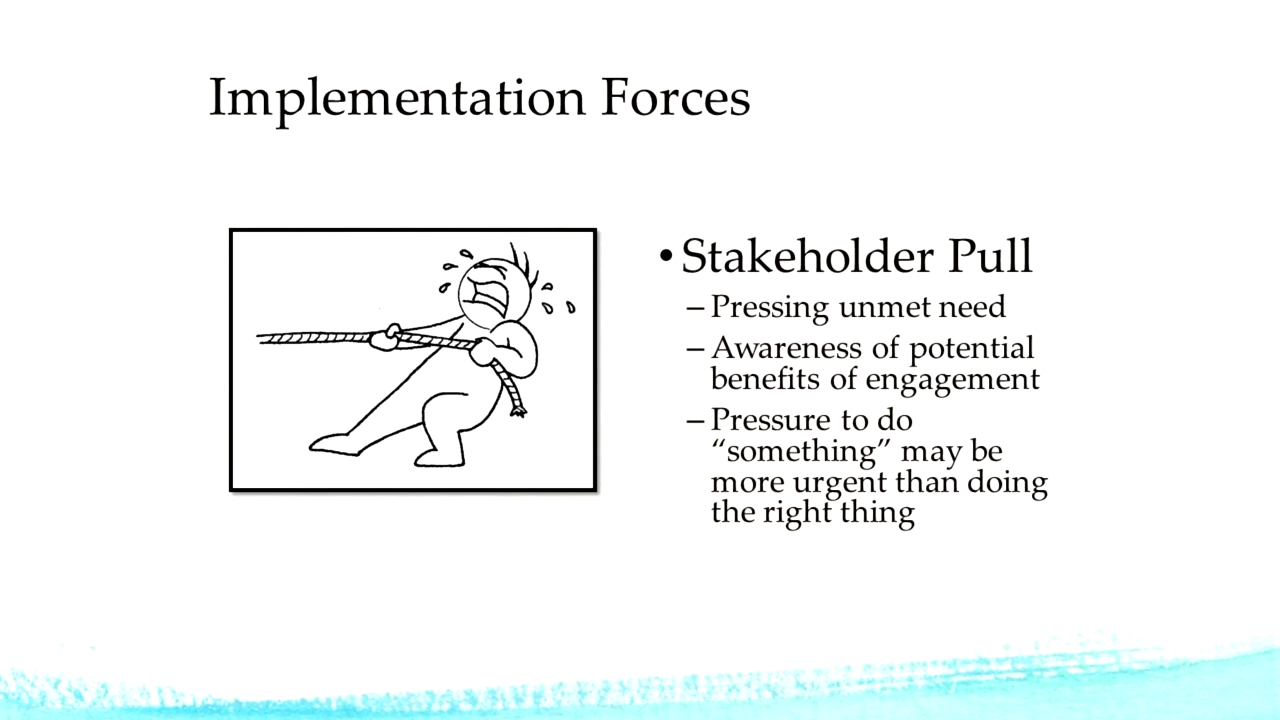 Implementation Forces
• Stakeholder Pull
– Pressing unmet need
– Awareness of potential
benefits of engagement
– Pressure to do
“something” may be
more urgent than doing
the right thing